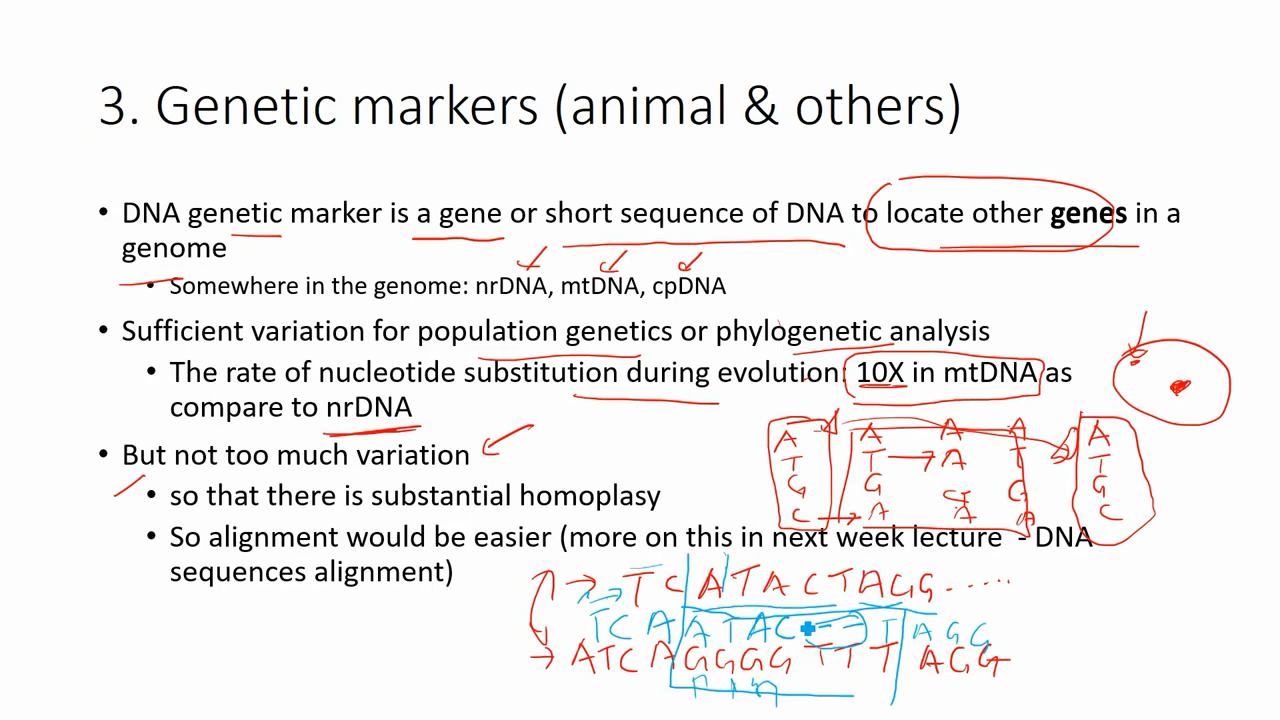 3. Genetic markers (animal & others)
• DNA genetic marker is a gene or short sequence of DNA to locate other genes in a
genome
• Somewhere in the genome: nrDNA, mtDNA, cpDNA
• Sufficient variation for population genetics or phylogenetic analysis
• The rate of nucleotide substitution during evolution: 10X in mtDNA as
compare to nrDNA
A A A A A
• But not too much variation
T T A T T
• so that there is substantial homoplasy
G G G G G
C A A A C
• So alignment would be easier (more on this in next week lecture - DNA
sequences alignment)
T C A T A C T A G G .....
T C A A T A C - - T A G G
A T C A G G G G T T T A G G